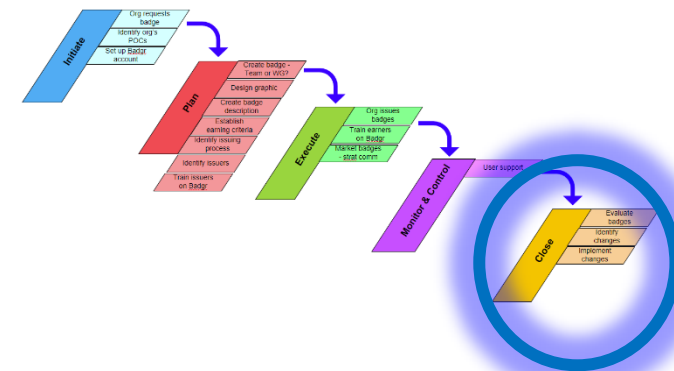 Initiate
Org requests
badge
Identify org's
POCs
Set up Badgr
account
Plan
Create badge -
Team or WG?
Design graphic
Create badge
description
Establish
earning criteria
Identify issuing
process
Identify issuers
Train issuers
on Badgr
Execute
Org issues
badges
Train earners
on Badgr
Market badges
- strat comm
Monitor & Control
User support
Close
Evaluate
badges
Identify
changes
Implement
changes